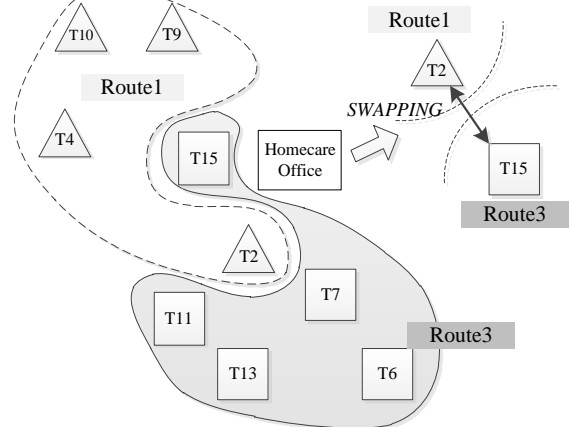 T10
T9
Route1
T4
T15
Homecare
Office
T2
T7
T11
Route3
T13
T6
Route1
T2
SWAPPING
T15
Route3